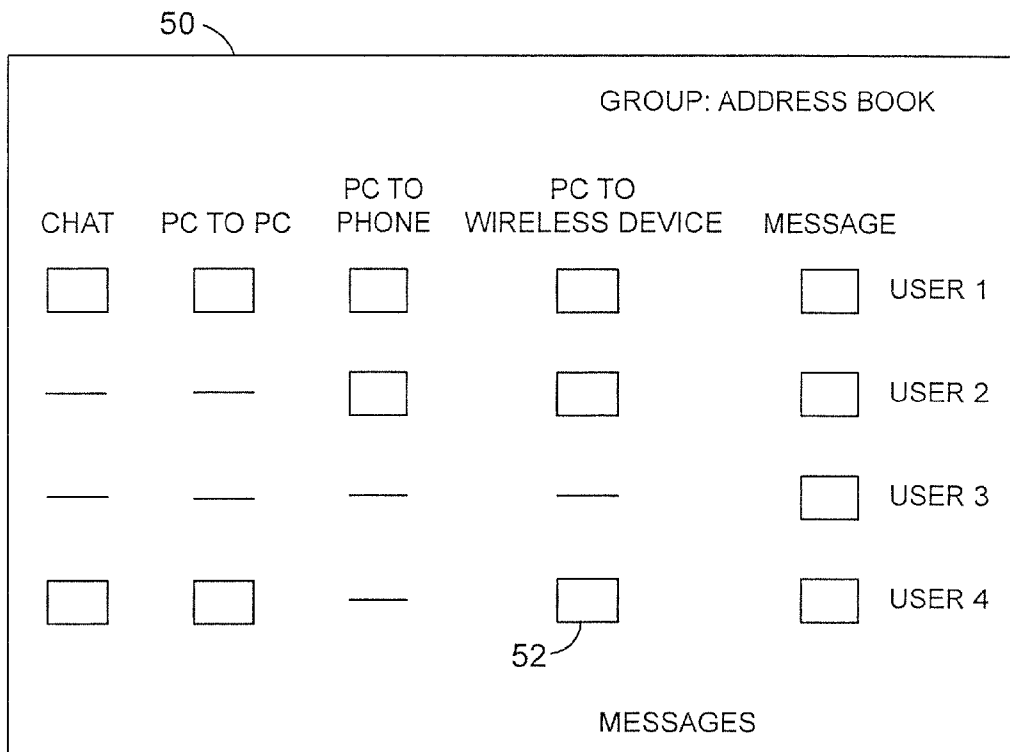 50
GROUP: ADDRESS BOOK
CHAT PC TO PC PC TO PHONE PC TO WIRELESS DEVICE MESSAGE
USER 1
USER 2
USER 3
USER 4
52
MESSAGES